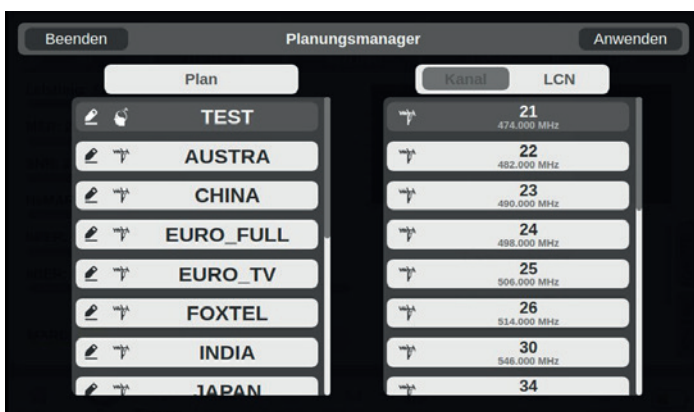 Beenden Planungsmanager Anwenden
Plan
Kanal LCN
TEST
AUSTRA
CHINA
EURO_FULL
EURO_TV
FOXTEL
INDIA
JAPAN
21
474.000 MHz
22
482.000 MHz
23
490.000 MHz
24
498.000 MHz
25
506.000 MHz
26
514.000 MHz
30
546.000 MHz
34